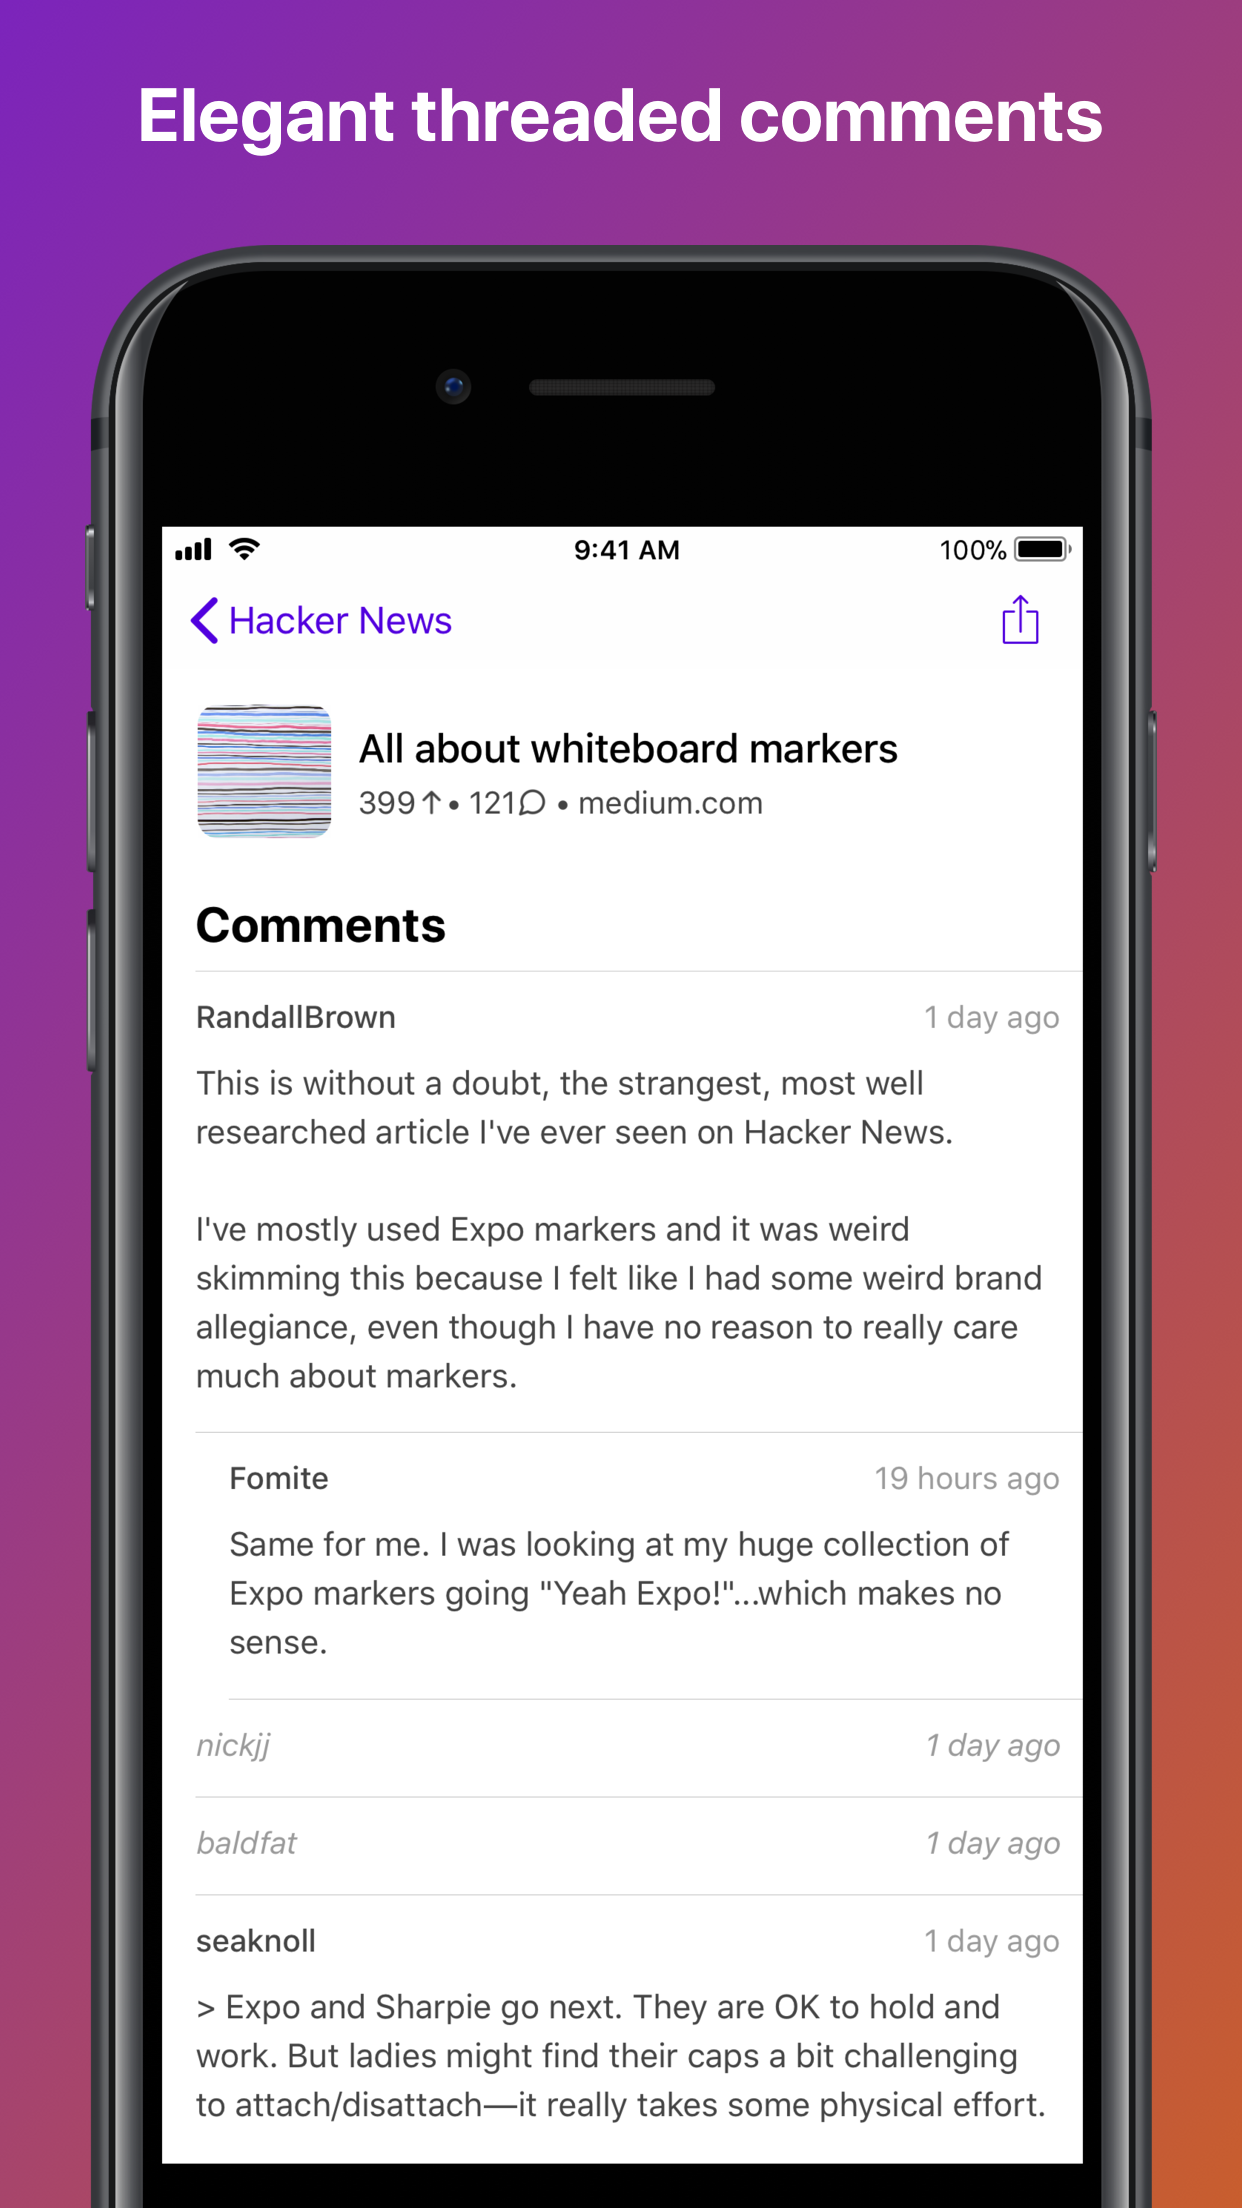 Elegant threaded comments
9:41 AM
100%
Hacker News
All about whiteboard markers
399↑ • 121 • medium.com
Comments
RandallBrown 1 day ago
This is without a doubt, the strangest, most well
researched article I've ever seen on Hacker News.
I've mostly used Expo markers and it was weird
skimming this because I felt like I had some weird brand
allegiance, even though I have no reason to really care
much about markers.
Fomite 19 hours ago
Same for me. I was looking at my huge collection of
Expo markers going "Yeah Expo!"...which makes no
sense.
nickjj 1 day ago
baldfat 1 day ago
seaknoll 1 day ago
> Expo and Sharpie go next. They are OK to hold and
work. But ladies might find their caps a bit challenging
to attach/disattach—it really takes some physical effort.